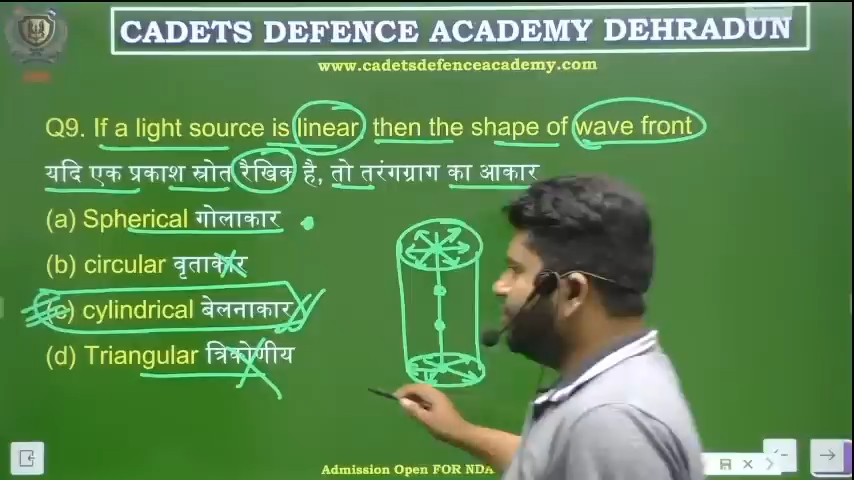 CADETS DEFENCE ACADEMY DEHRADUN
www.cadetsdefenceacademy.com
Q9. If a light source is linear, then the shape of wave front
यदि एक प्रकाश स्रोत रैखिक है, तो तरंगग्राग का आकार
(a) Spherical गोलाकार
(b) circular वृताकार
(c) cylindrical बेलनाकार
(d) Triangular त्रिकोणीय
Admission Open FOR NDA